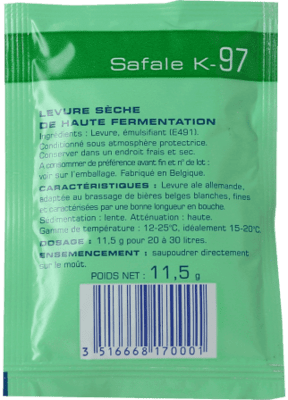 Safale K-97
LEVURE SÈCHE
DE HAUTE FERMENTATION
Ingrédients : Levure, émulsifiant (E491).
Conditionné sous atmosphère protectrice.
Conserver dans un endroit frais et sec.
A consommer de préférence avant fin et n° de lot :
voir sur l'emballage. Fabriqué en Belgique.
CARACTÉRISTIQUES : Levure ale allemande,
adaptée au brassage de bières belges blanches, fines
et caractérisées par une bonne longueur en bouche.
Sédimentation : lente. Atténuation : haute.
Gamme de température : 12-25°C, idéalement 15-20°C.
DOSAGE : 11,5 g pour 20 à 30 litres.
ENSEMENCEMENT : saupoudrer directement
sur le moût.
POIDS NET : 11,5 g
3 516668 170001